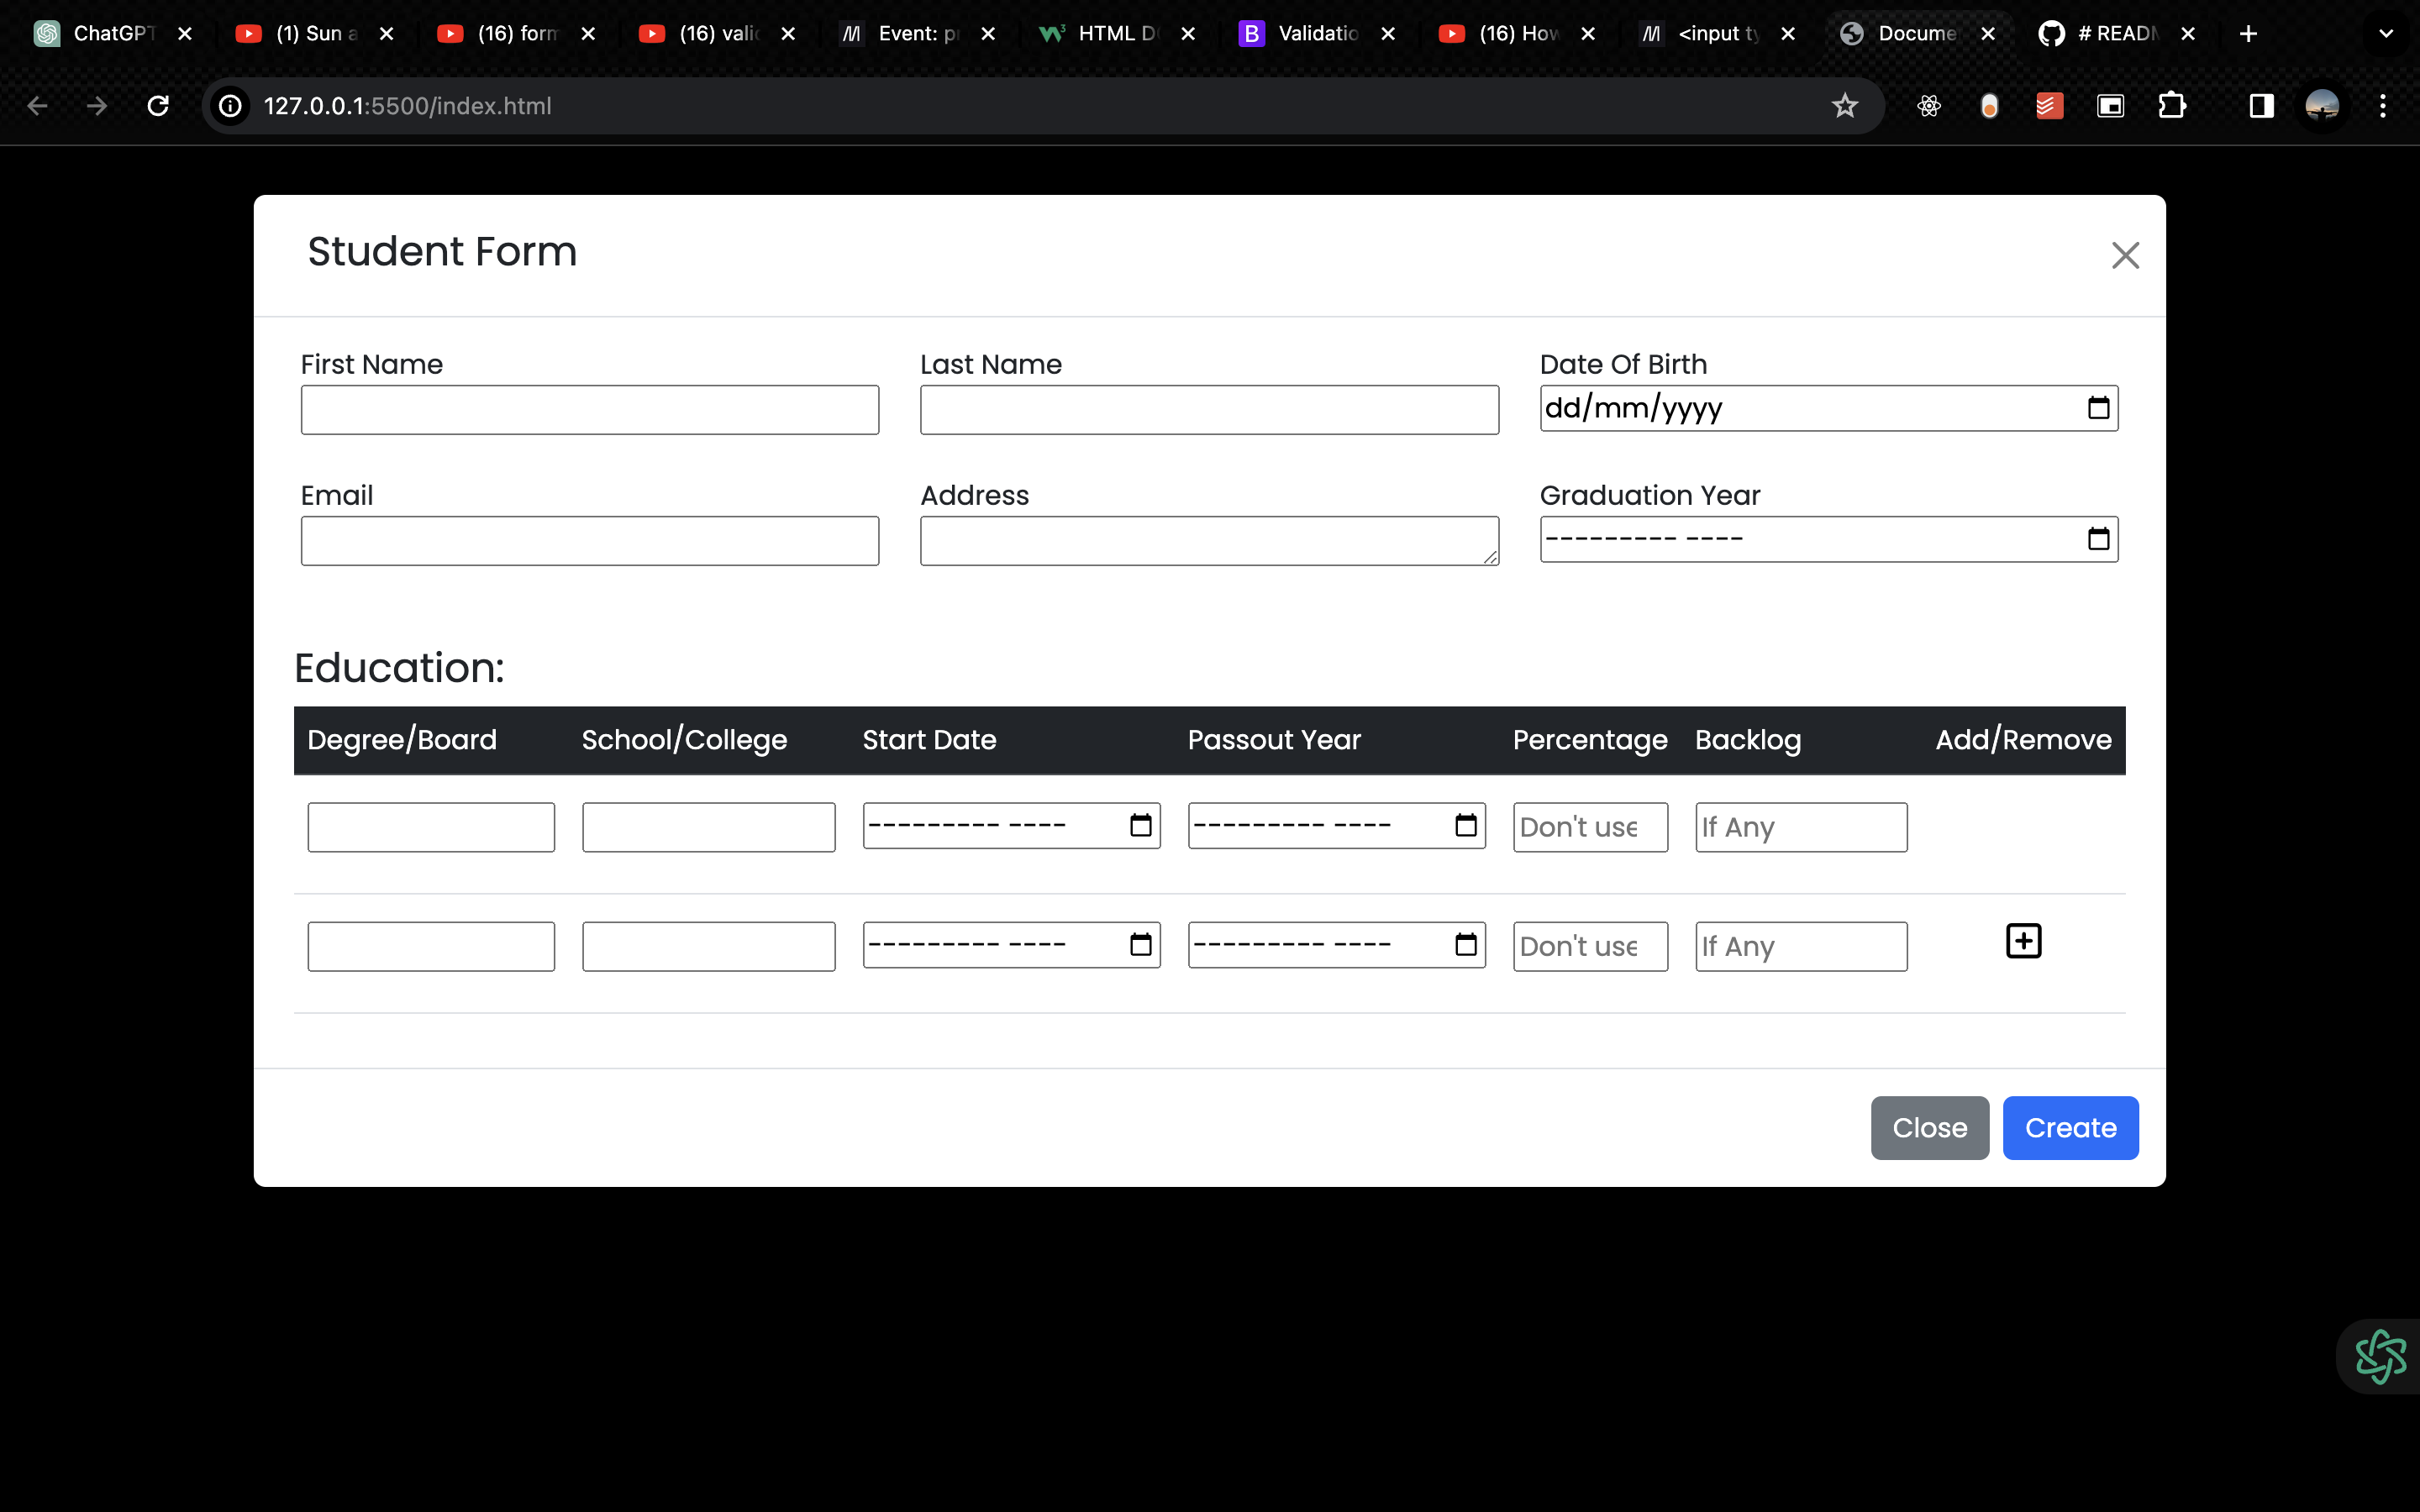 ChatGPT (1) Sun a (16) form (16) valid Event: pr HTML D Validatio (16) How <input ty Docume # READM
127.0.0.1:5500/index.html
Student Form
First Name Last Name Date Of Birth
dd/mm/yyyy
Email Address Graduation Year
--------- ----
Education:
Degree/Board School/College Start Date Passout Year Percentage Backlog Add/Remove
--------- ---- --------- ---- Don't use If Any
--------- ---- --------- ---- Don't use If Any
Close Create